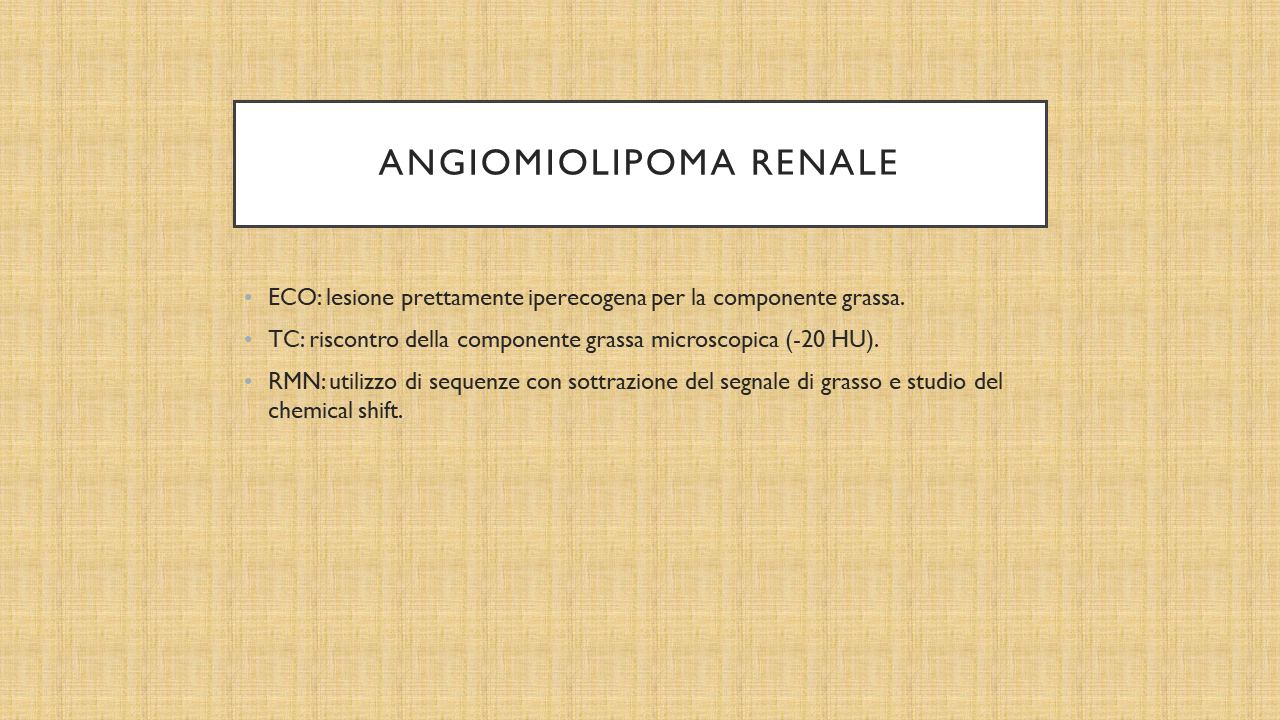 ANGIOMIOLIPOMA RENALE
• ECO: lesione prettamente iperecogena per la componente grassa.
• TC: riscontro della componente grassa microscopica (-20 HU).
• RMN: utilizzo di sequenze con sottrazione del segnale di grasso e studio del
chemical shift.